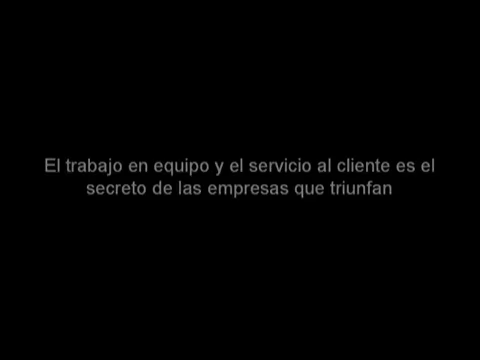 El trabajo en equipo y el servicio al cliente es el
secreto de las empresas que triunfan